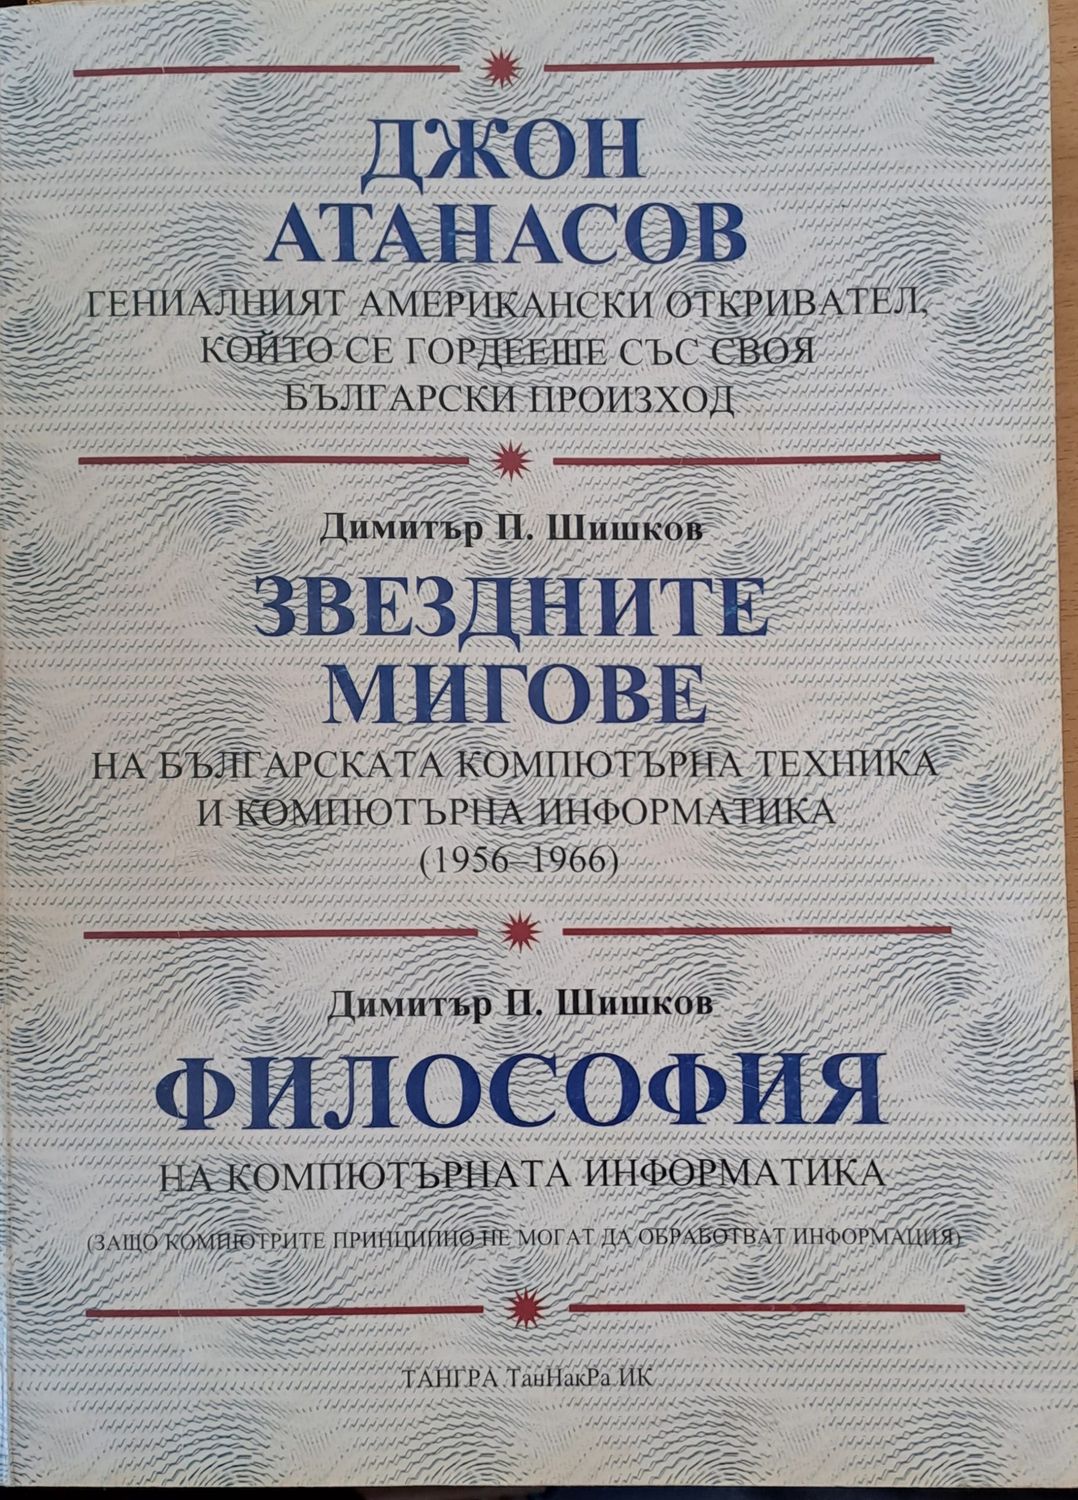 ДЖОН
АТАНАСОВ
ГЕНИАЛНИЯТ АМЕРИКАНСКИ ОТКРИВАТЕЛ,
КОЙТО СЕ ГОРДЕЕШЕ СЪС СВОЯ
БЪЛГАРСКИ ПРОИЗХОД
Димитър П. Шишков
ЗВЕЗДНИТЕ
МИГОВЕ
НА БЪЛГАРСКАТА КОМПЮТЪРНА ТЕХНИКА
И КОМПЮТЪРНА ИНФОРМАТИКА
(1956–1966)
Димитър П. Шишков
ФИЛОСОФИЯ
НА КОМПЮТЪРНАТА ИНФОРМАТИКА
(ЗАЩО КОМПЮТРИТЕ ПРИНЦИПНО НЕ МОГАТ ДА ОБРАБОТВАТ ИНФОРМАЦИЯ)
ТАНГРА ТанНакРа ИК